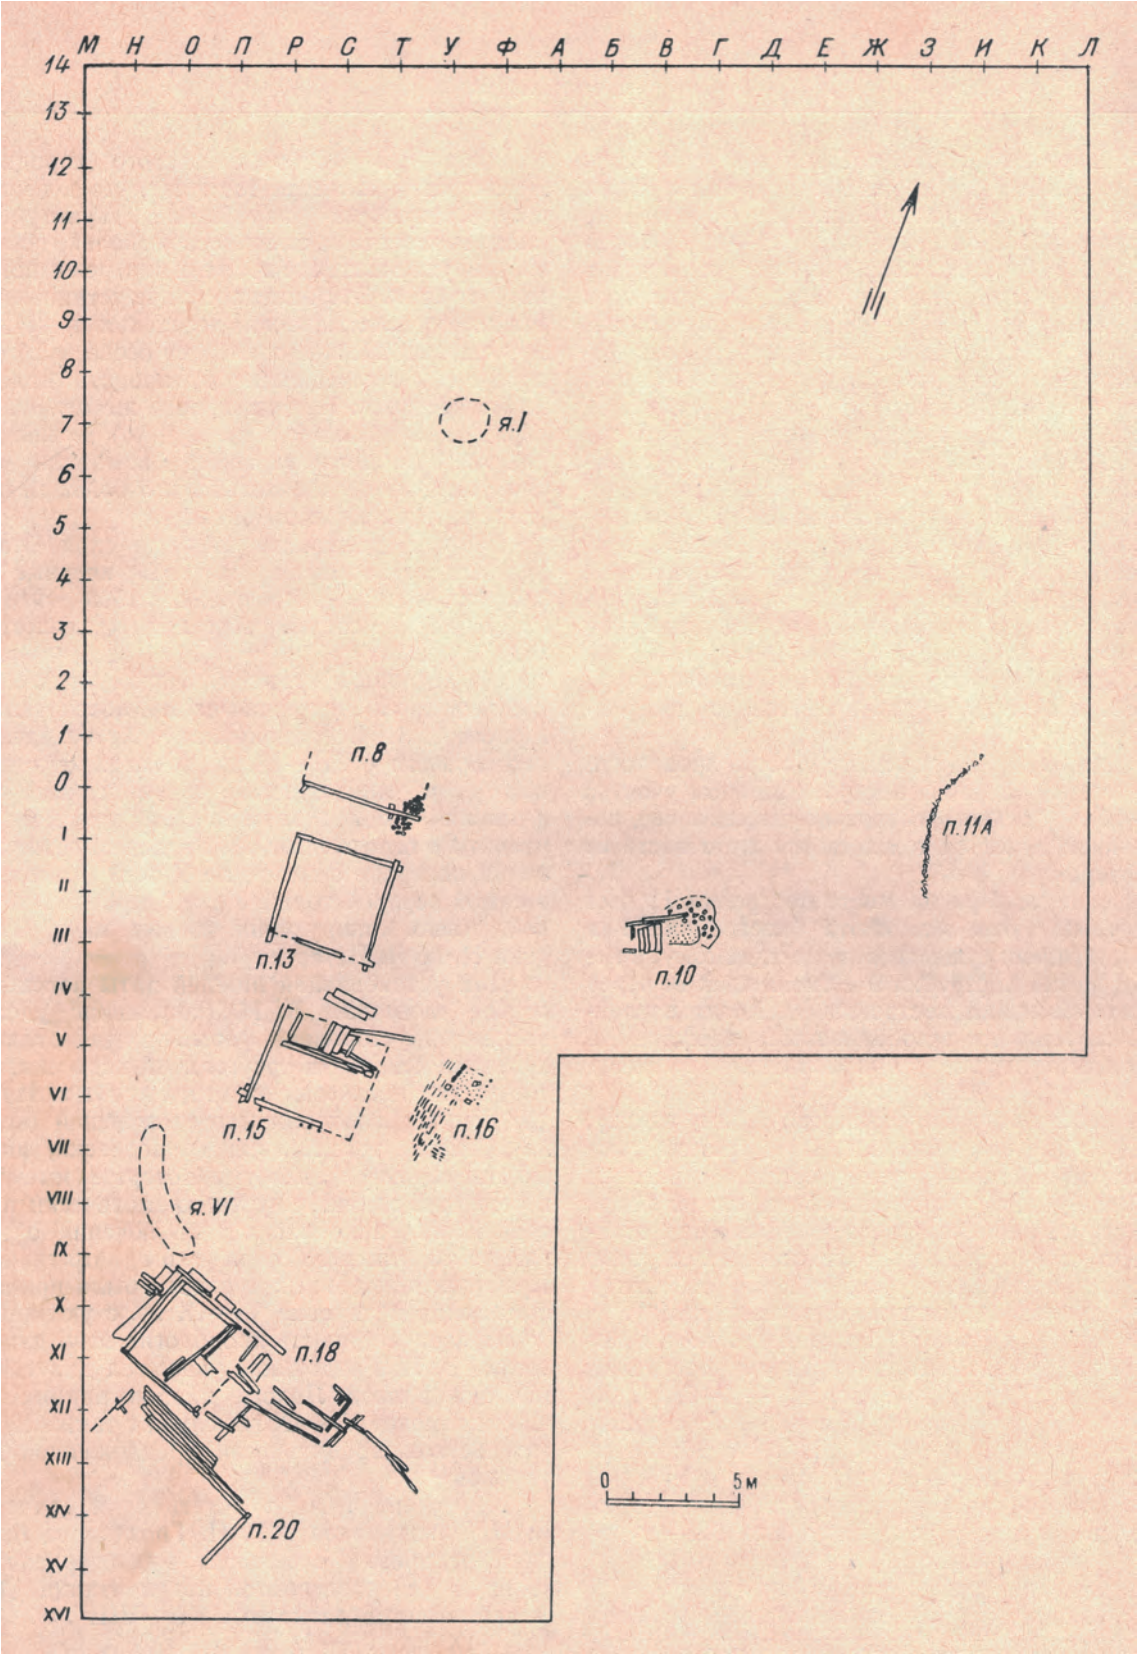 М Н О П Р С Т У Ф А Б В Г Д Е Ж З И К Л
14
13
12
11
10
9
8
7
я.I
6
5
4
3
2
1
п.8
0
I
п.11А
II
III
п.13
п.10
IV
V
VI
п.15
п.16
VII
VIII
я.VI
IX
X
XI
п.18
XII
XIII
0 5 м
XIV
п.20
XV
XVI